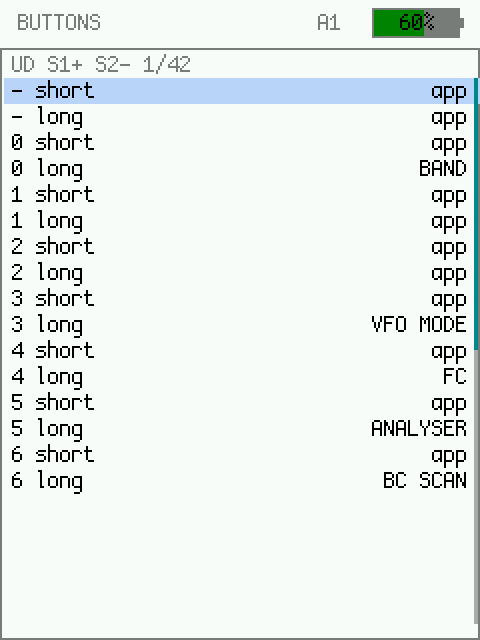 BUTTONS A1 60%
UD S1+ S2- 1/42
- short app
- long app
0 short app
0 long BAND
1 short app
1 long app
2 short app
2 long app
3 short app
3 long VFO MODE
4 short app
4 long FC
5 short app
5 long ANALYSER
6 short app
6 long BC SCAN